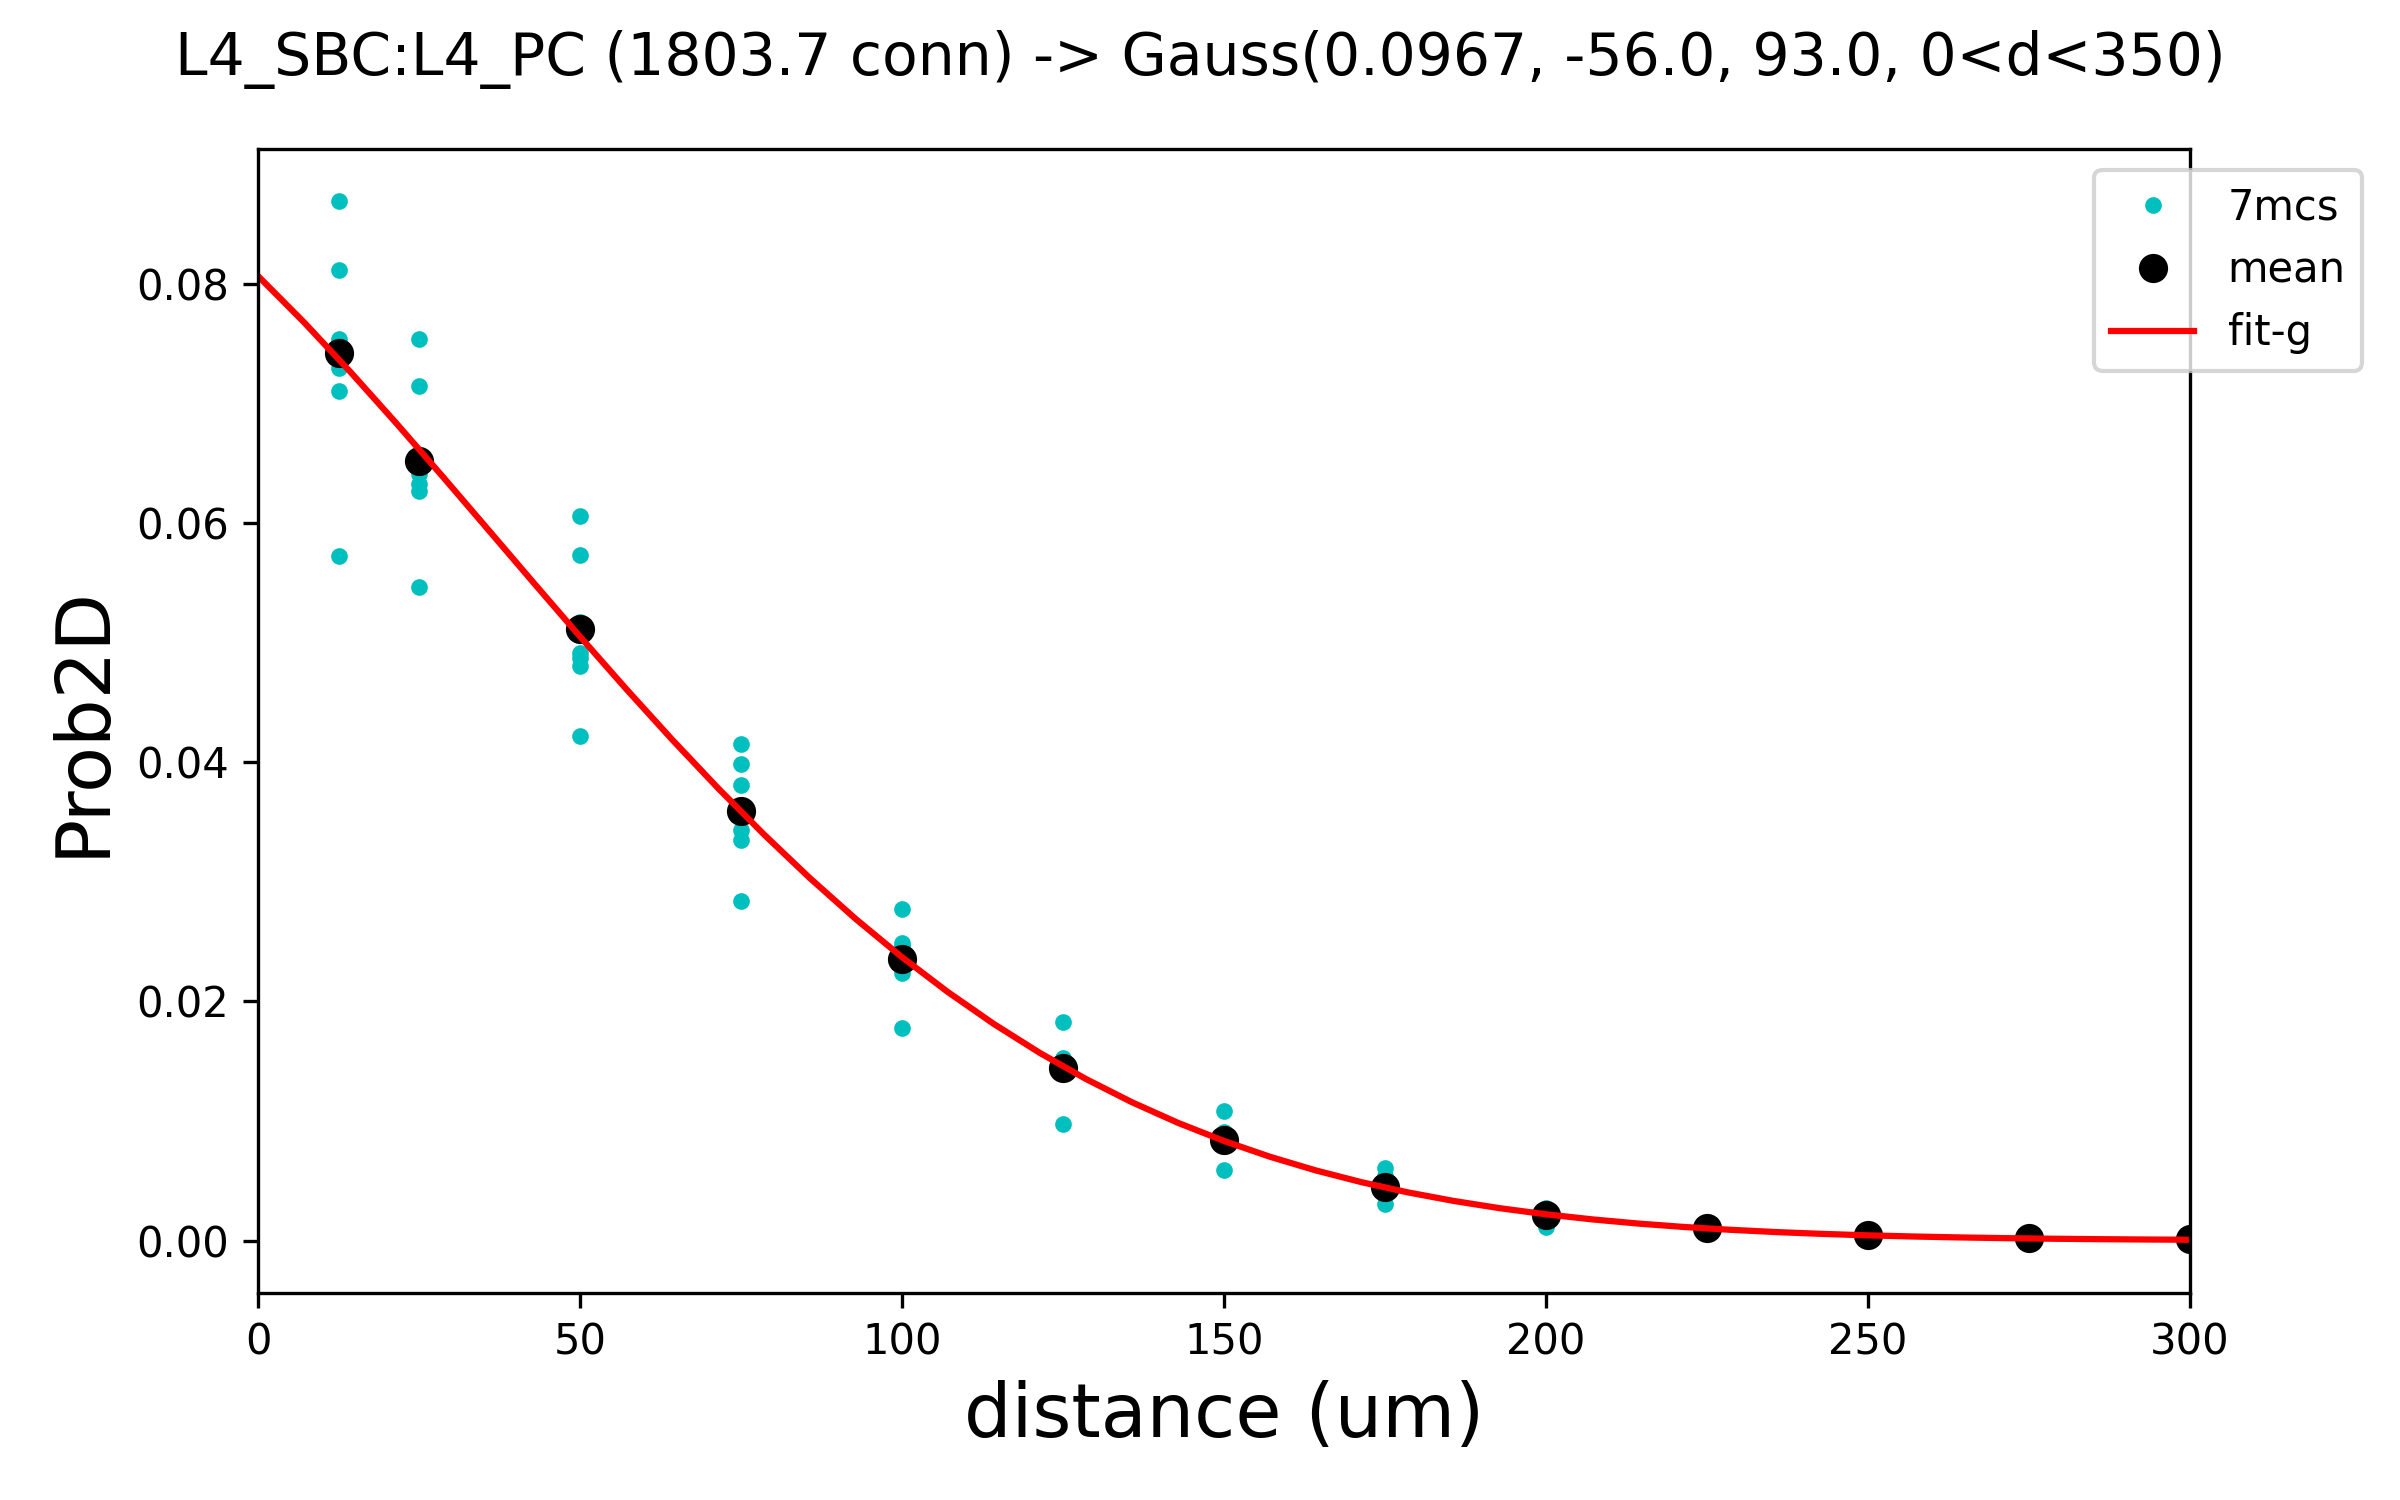 L4_SBC:L4_PC (1803.7 conn) -> Gauss(0.0967, -56.0, 93.0, 0<d<350)
7mcs
mean
fit-g
Prob2D
0.08
0.06
0.04
0.02
0.00
0 50 100 150 200 250 300
distance (um)